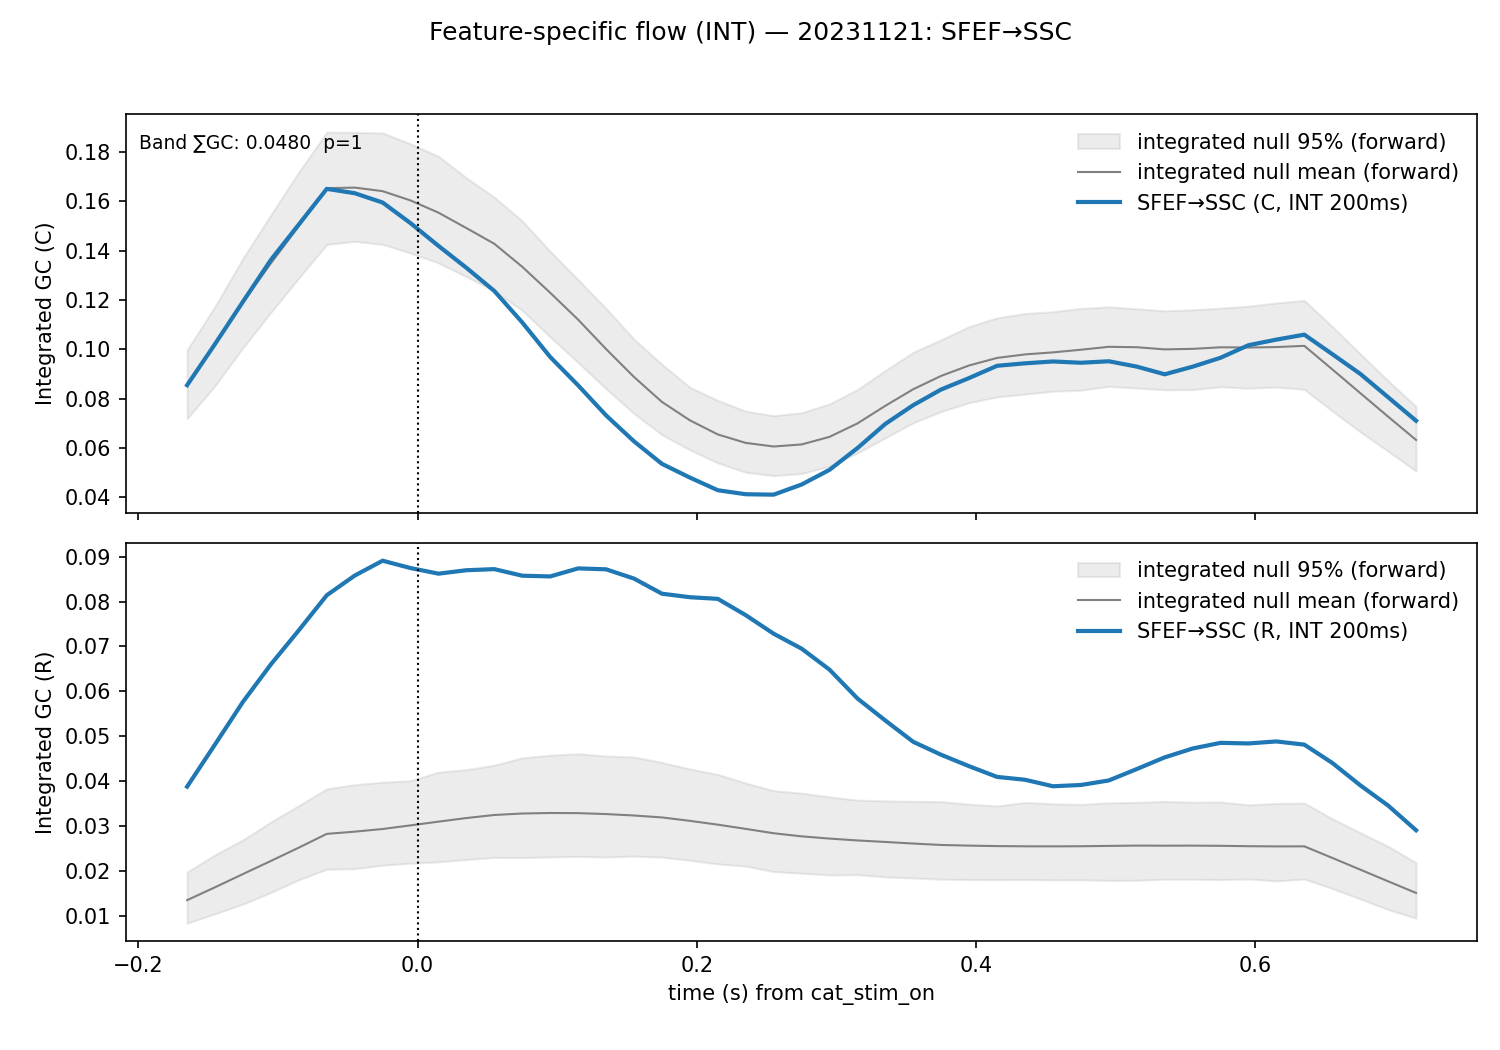 Feature-specific flow (INT) — 20231121: SFEF→SSC
Band ∑GC: 0.0480  p=1
integrated null 95% (forward)
integrated null mean (forward)
SFEF→SSC (C, INT 200ms)
Integrated GC (C)
0.18
0.16
0.14
0.12
0.10
0.08
0.06
0.04
integrated null 95% (forward)
integrated null mean (forward)
SFEF→SSC (R, INT 200ms)
Integrated GC (R)
0.09
0.08
0.07
0.06
0.05
0.04
0.03
0.02
0.01
−0.2 0.0 0.2 0.4 0.6
time (s) from cat_stim_on